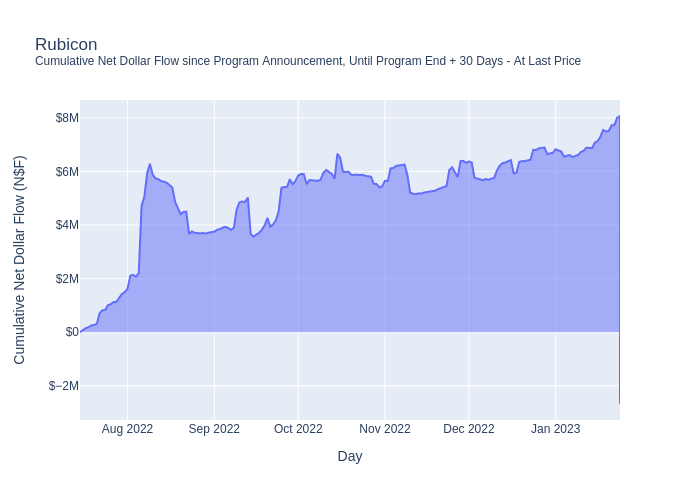 Rubicon
Cumulative Net Dollar Flow since Program Announcement, Until Program End + 30 Days - At Last Price
$8M
$6M
$4M
$2M
$0
$−2M
Cumulative Net Dollar Flow (N$F)
Aug 2022
Sep 2022
Oct 2022
Nov 2022
Dec 2022
Jan 2023
Day